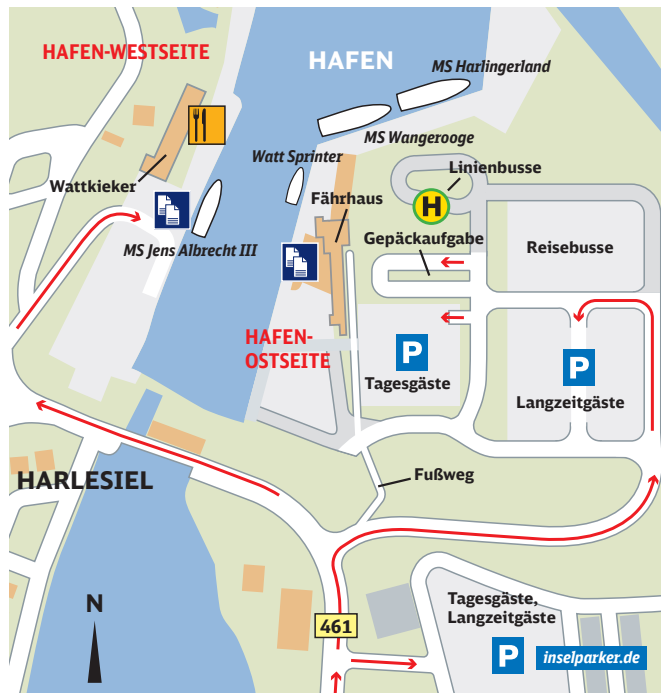 HAFEN-WESTSEITE
HAFEN
MS Harlingerland
MS Wangerooge
Watt Sprinter
Linienbusse
Wattkieker
Fährhaus
H
Gepäckaufgabe
Reisebusse
MS Jens Albrecht III
HAFEN-
OSTSEITE
P
Tagesgäste
P
Langzeitgäste
HARLESIEL
Fußweg
N
461
Tagesgäste,
Langzeitgäste
P
inselparker.de